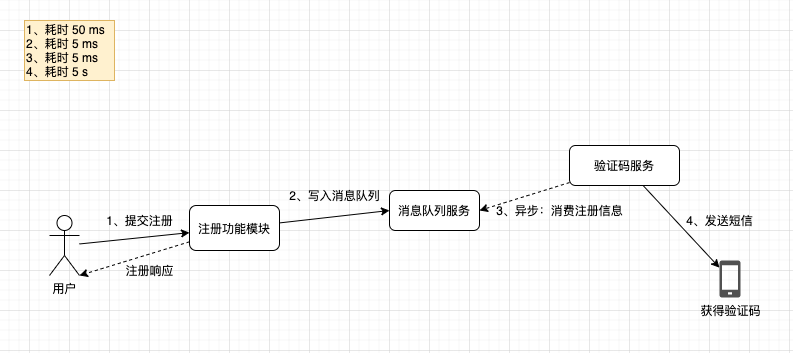 1、耗时 50 ms
2、耗时 5 ms
3、耗时 5 ms
4、耗时 5 s
验证码服务
2、写入消息队列
消息队列服务
3、异步：消费注册信息
1、提交注册
注册功能模块
4、发送短信
注册响应
用户
获得验证码